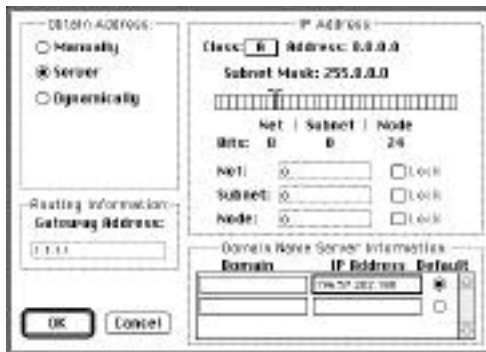 Obtain Address:
Manually
Server
Dynamically
Routing Information:
Gateway Address:
IP Address
Class: A Address: 0.0.0.0
Subnet Mask: 255.0.0.0
Net | Subnet | Node
Bits: 8 0 24
Net: 0 Lock
Subnet: 0 Lock
Node: 0 Lock
Domain Name Server Information
Domain IP Address Default
OK
Cancel